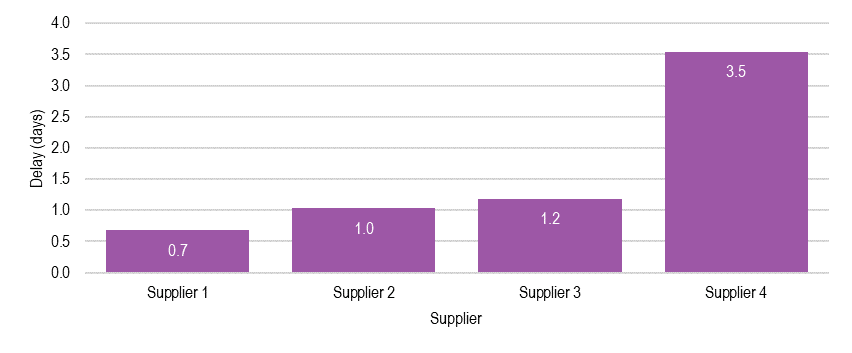 4.0
3.5
3.0
2.5
2.0
1.5
1.0
0.5
0.0
Delay (days)
0.7
1.0
1.2
3.5
Supplier 1
Supplier 2
Supplier 3
Supplier 4
Supplier